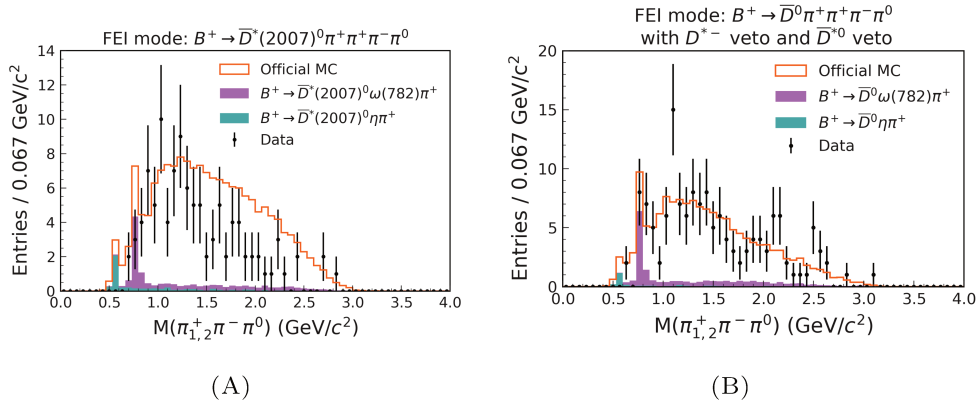 FEI mode: B⁺ → D̅*(2007)⁰π⁺π⁺π⁻π⁰
Entries / 0.067 GeV/c²
14
12
10
8
6
4
2
0
Official MC
B⁺ → D̅*(2007)⁰ω(782)π⁺
B⁺ → D̅*(2007)⁰ηπ⁺
Data
0.0 0.5 1.0 1.5 2.0 2.5 3.0 3.5 4.0
M(π⁺₁,₂π⁻π⁰) (GeV/c²)
(A)
FEI mode: B⁺ → D̅⁰π⁺π⁺π⁻π⁰
with D*⁻ veto and D̅*⁰ veto
Entries / 0.067 GeV/c²
20
15
10
5
0
Official MC
B⁺ → D̅⁰ω(782)π⁺
B⁺ → D̅⁰ηπ⁺
Data
0.0 0.5 1.0 1.5 2.0 2.5 3.0 3.5 4.0
M(π⁺₁,₂π⁻π⁰) (GeV/c²)
(B)